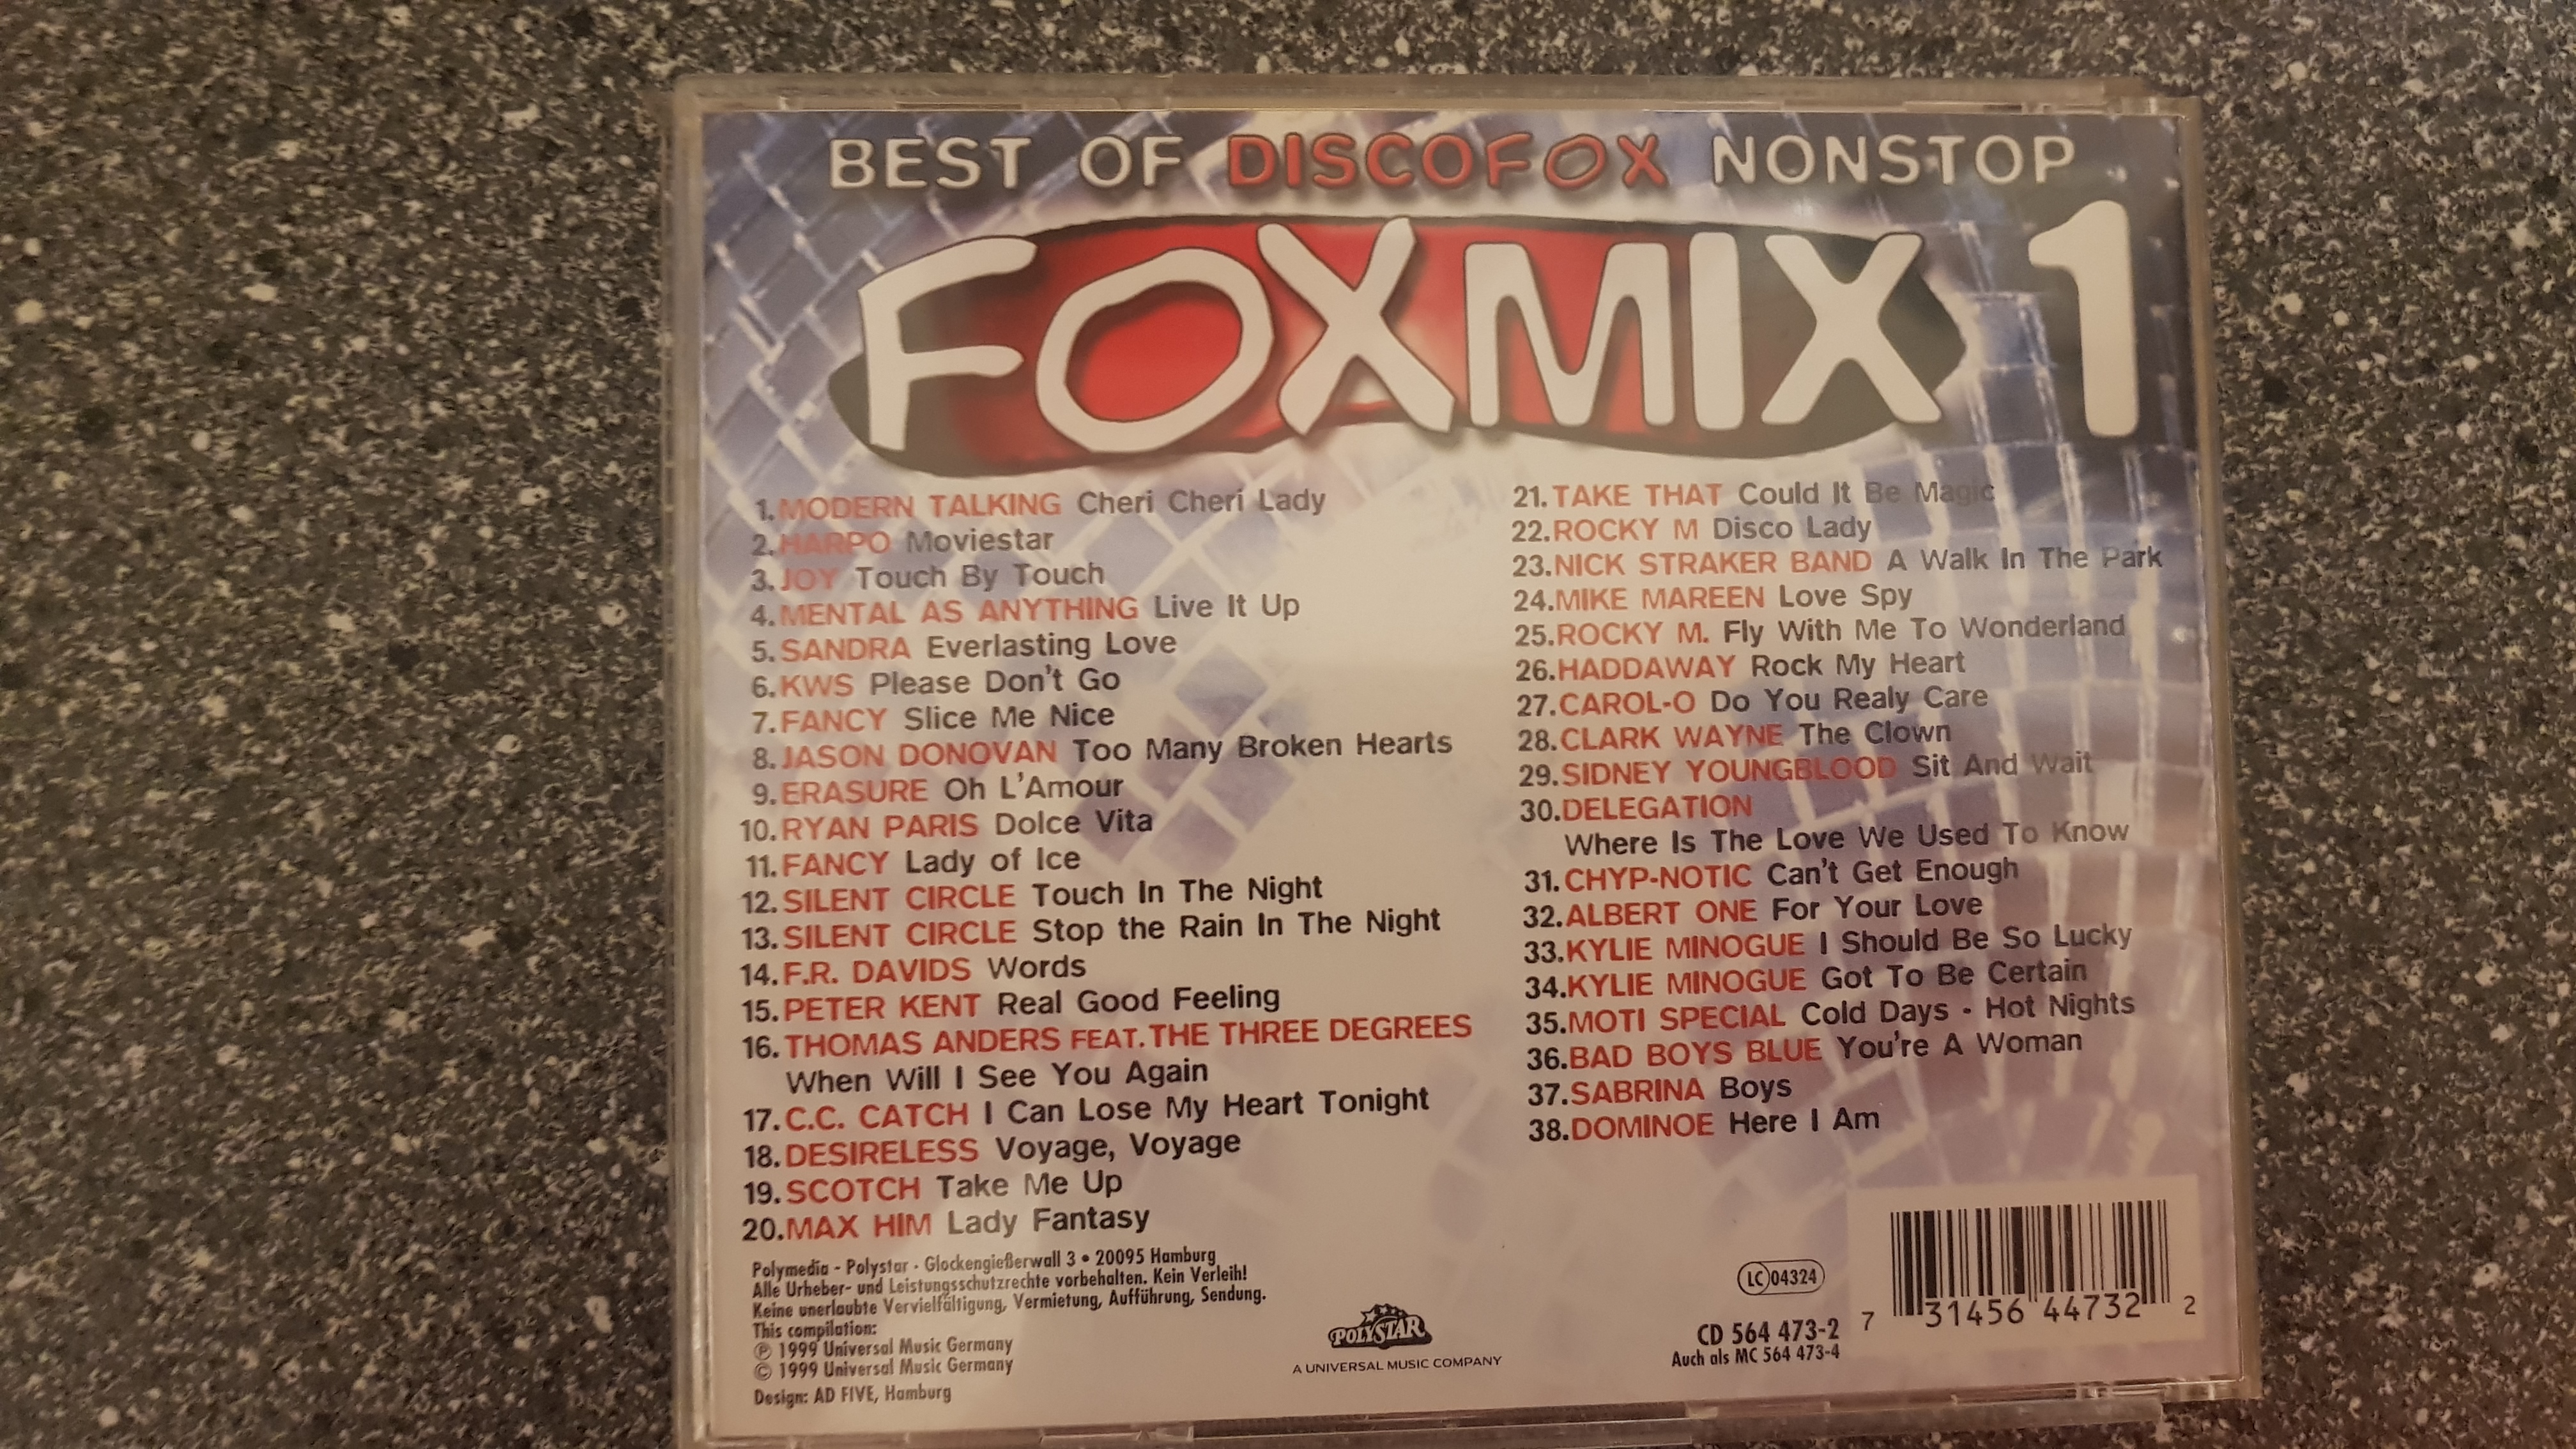 BEST OF DISCOFOX NONSTOP
FOXMIX 1
1. MODERN TALKING Cheri Cheri Lady
2. HARPO Moviestar
3. JOY Touch By Touch
4. MENTAL AS ANYTHING Live It Up
5. SANDRA Everlasting Love
6. KWS Please Don't Go
7. FANCY Slice Me Nice
8. JASON DONOVAN Too Many Broken Hearts
9. ERASURE Oh L'Amour
10. RYAN PARIS Dolce Vita
11. FANCY Lady of Ice
12. SILENT CIRCLE Touch In The Night
13. SILENT CIRCLE Stop the Rain In The Night
14. F.R. DAVIDS Words
15. PETER KENT Real Good Feeling
16. THOMAS ANDERS FEAT. THE THREE DEGREES
When Will I See You Again
17. C.C. CATCH I Can Lose My Heart Tonight
18. DESIRELESS Voyage, Voyage
19. SCOTCH Take Me Up
20. MAX HIM Lady Fantasy
21. TAKE THAT Could It Be Magic
22. ROCKY M Disco Lady
23. NICK STRAKER BAND A Walk In The Park
24. MIKE MAREEN Love Spy
25. ROCKY M. Fly With Me To Wonderland
26. HADDAWAY Rock My Heart
27. CAROL-O Do You Realy Care
28. CLARK WAYNE The Clown
29. SIDNEY YOUNGBLOOD Sit And Wait
30. DELEGATION
Where Is The Love We Used To Know
31. CHYP-NOTIC Can't Get Enough
32. ALBERT ONE For Your Love
33. KYLIE MINOGUE I Should Be So Lucky
34. KYLIE MINOGUE Got To Be Certain
35. MOTI SPECIAL Cold Days - Hot Nights
36. BAD BOYS BLUE You're A Woman
37. SABRINA Boys
38. DOMINOE Here I Am
Polymedia - Polystar - Glockengießerwall 3 • 20095 Hamburg
Alle Urheber- und Leistungsschutzrechte vorbehalten. Kein Verleih!
Keine unerlaubte Vervielfältigung, Vermietung, Aufführung, Sendung.
This compilation:
℗ 1999 Universal Music Germany
© 1999 Universal Music Germany
Design: AD FIVE, Hamburg
POLYSTAR
A UNIVERSAL MUSIC COMPANY
LC 04324
CD 564 473-2
Auch als MC 564 473-4
7 31456 44732 2